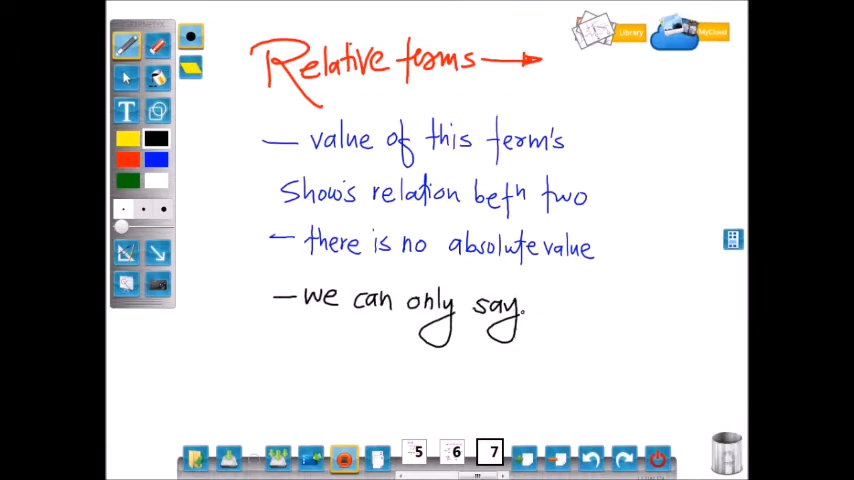 Relative terms →
Library
MyCloud
— value of this term's
Show's relation betn two
— there is no absolute value
— we can only say.
T
5 6 7